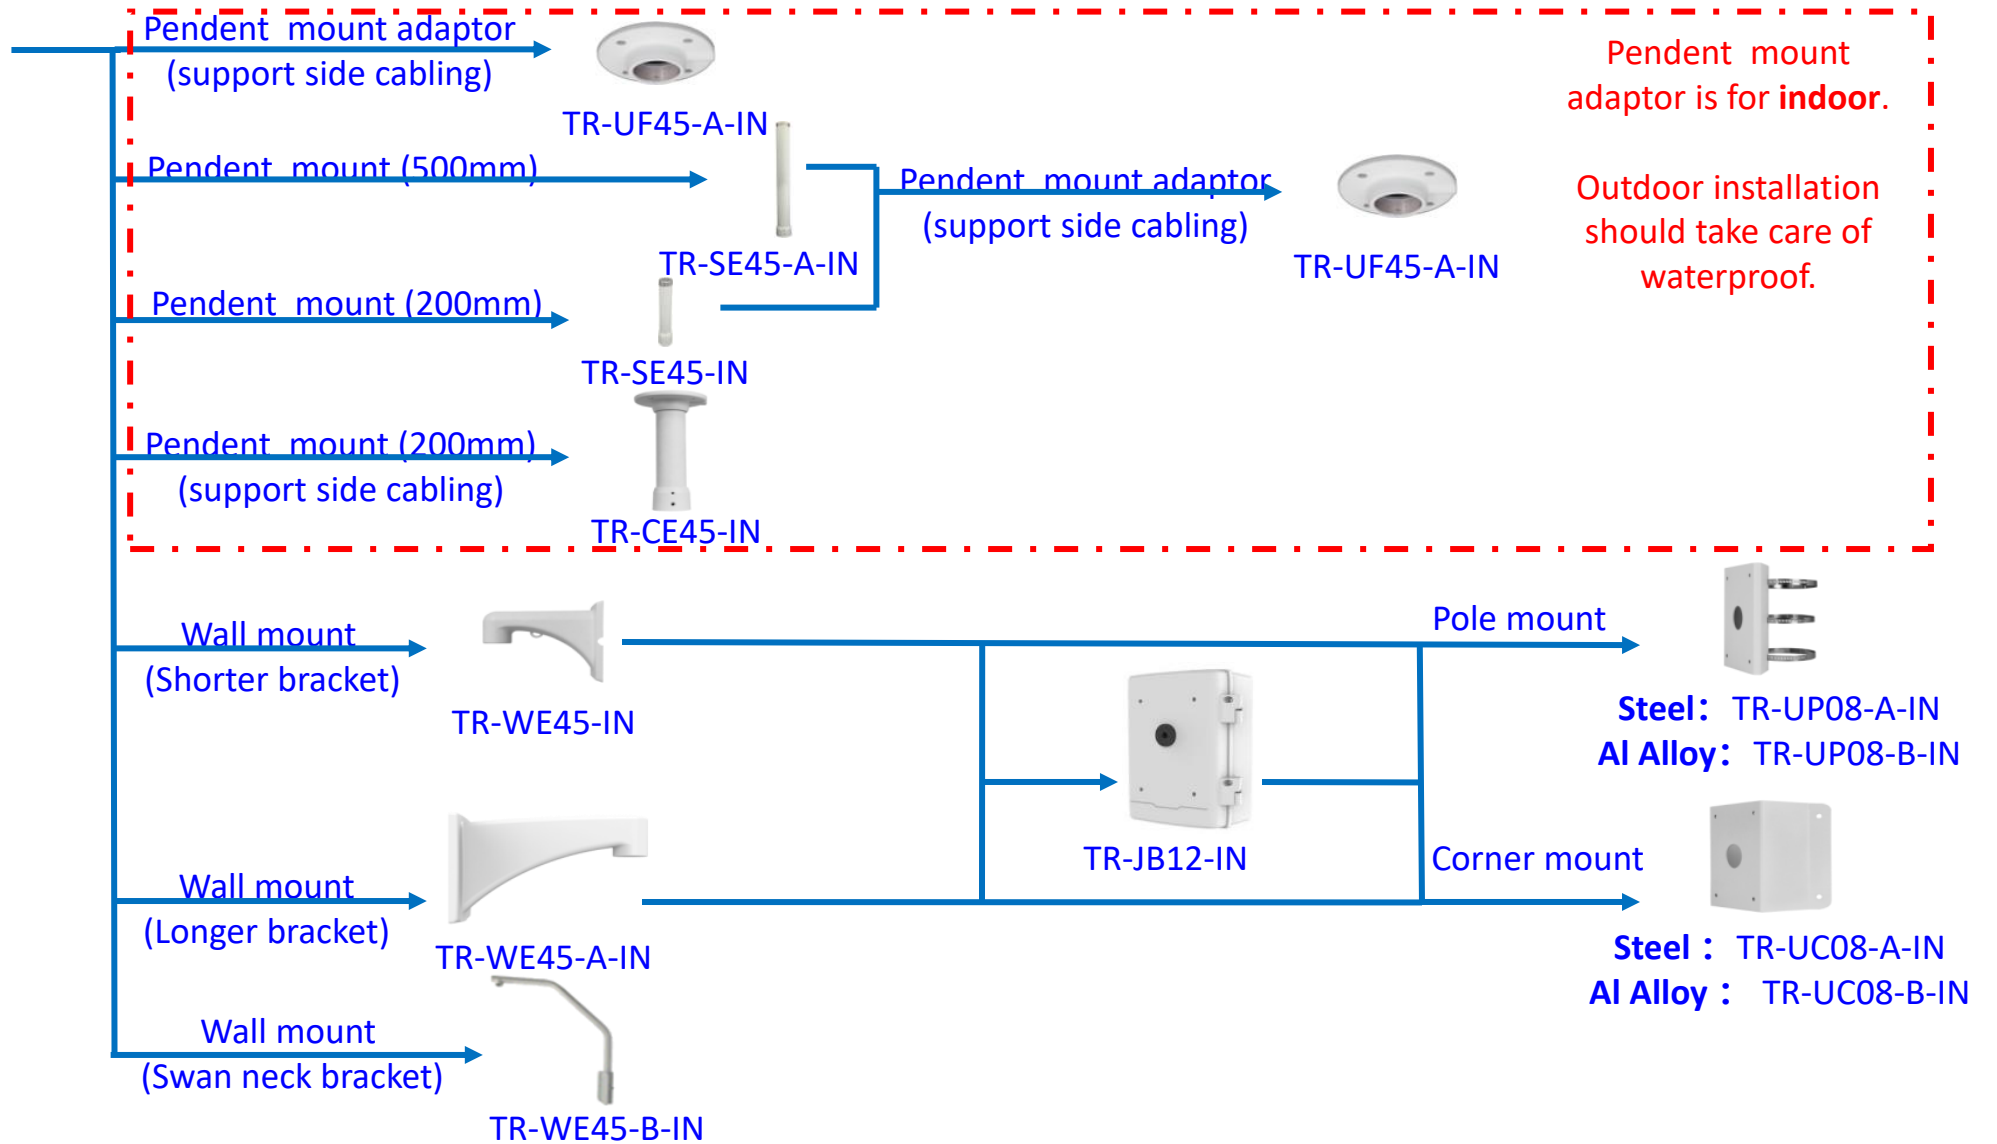 Pendent mount adaptor
(support side cabling)
TR-UF45-A-IN
Pendent mount
adaptor is for indoor.
Outdoor installation
should take care of
waterproof.
Pendent mount (500mm)
TR-SE45-A-IN
Pendent mount adaptor
(support side cabling)
TR-UF45-A-IN
Pendent mount (200mm)
TR-SE45-IN
Pendent mount (200mm)
(support side cabling)
TR-CE45-IN
Wall mount
(Shorter bracket)
TR-WE45-IN
Pole mount
Steel: TR-UP08-A-IN
Al Alloy: TR-UP08-B-IN
TR-JB12-IN
Wall mount
(Longer bracket)
TR-WE45-A-IN
Corner mount
Steel : TR-UC08-A-IN
Al Alloy : TR-UC08-B-IN
Wall mount
(Swan neck bracket)
TR-WE45-B-IN